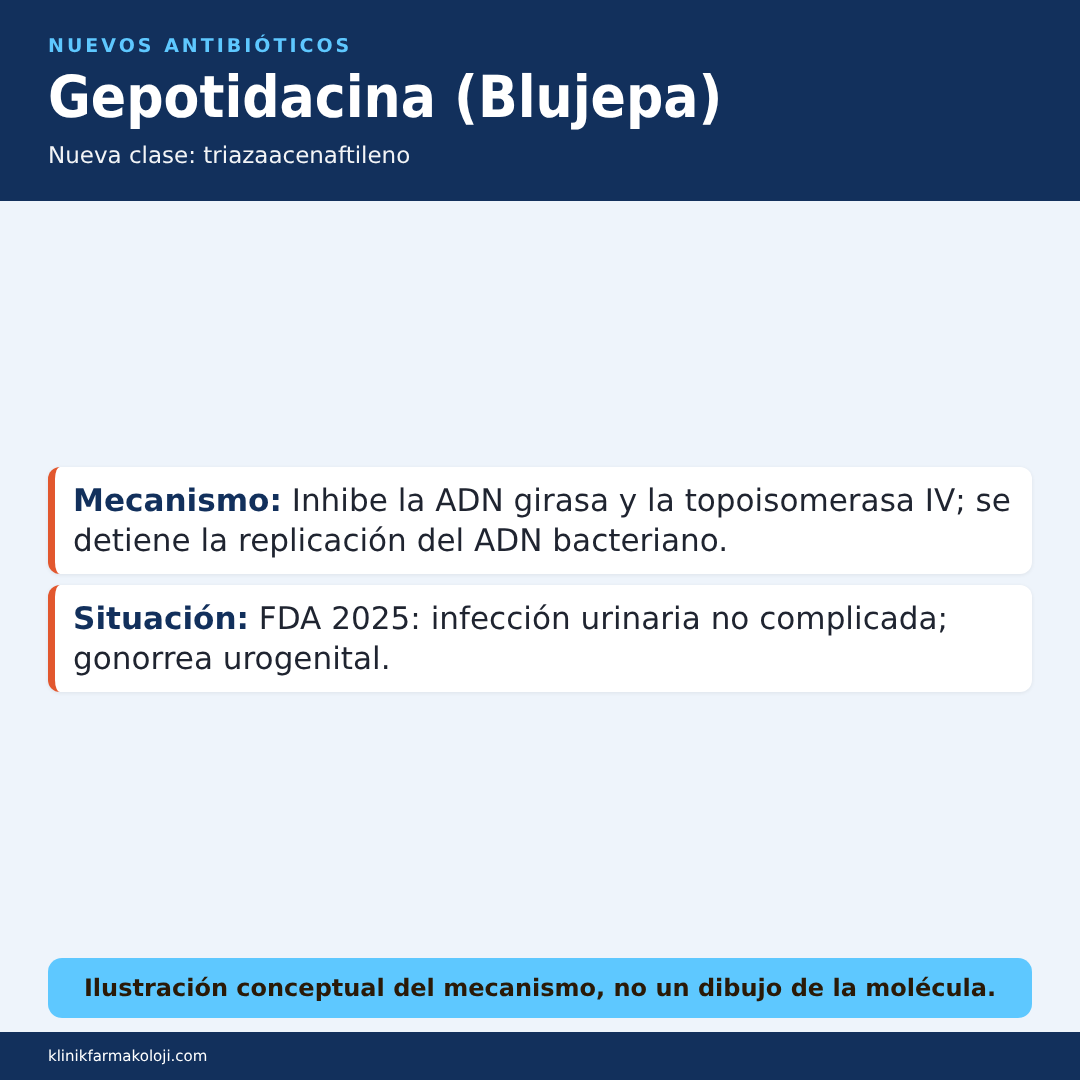 NUEVOS ANTIBIÓTICOS
Gepotidacina (Blujepa)
Nueva clase: triazaacenaftileno
Mecanismo: Inhibe la ADN girasa y la topoisomerasa IV; se
detiene la replicación del ADN bacteriano.
Situación: FDA 2025: infección urinaria no complicada;
gonorrea urogenital.
Ilustración conceptual del mecanismo, no un dibujo de la molécula.
klinikfarmakoloji.com